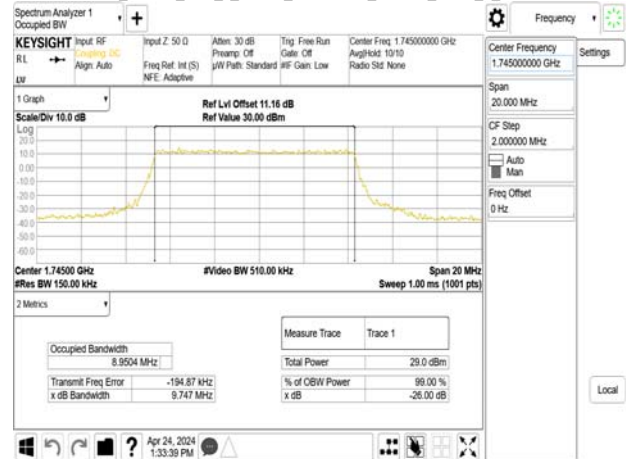 Spectrum Analyzer 1
Occupied BW
Frequency
KEYSIGHT
Input: RF
Coupling: DC
Align: Auto
Input Z: 50 Ω
Freq Ref: Int (S)
NFE: Adaptive
Atten: 30 dB
Preamp: Off
µW Path: Standard
Trig: Free Run
Gate: Off
#IF Gain: Low
Center Freq: 1.745000000 GHz
Avg|Hold: 10/10
Radio Std: None
RL
1 Graph
Scale/Div 10.0 dB
Ref Lvl Offset 11.16 dB
Ref Value 30.00 dBm
Log
20.0
10.0
0.00
-10.0
-20.0
-30.0
-40.0
-50.0
-60.0
Center 1.74500 GHz
#Video BW 510.00 kHz
Span 20 MHz
#Res BW 150.00 kHz
Sweep 1.00 ms (1001 pts)
2 Metrics
Measure Trace Trace 1
Occupied Bandwidth
8.9504 MHz
Total Power 29.0 dBm
Transmit Freq Error -194.87 kHz
% of OBW Power 99.00 %
x dB Bandwidth 9.747 MHz
x dB -26.00 dB
Apr 24, 2024
1:33:39 PM
Center Frequency
1.745000000 GHz
Settings
Span
20.000 MHz
CF Step
2.000000 MHz
Auto
Man
Freq Offset
0 Hz
Local